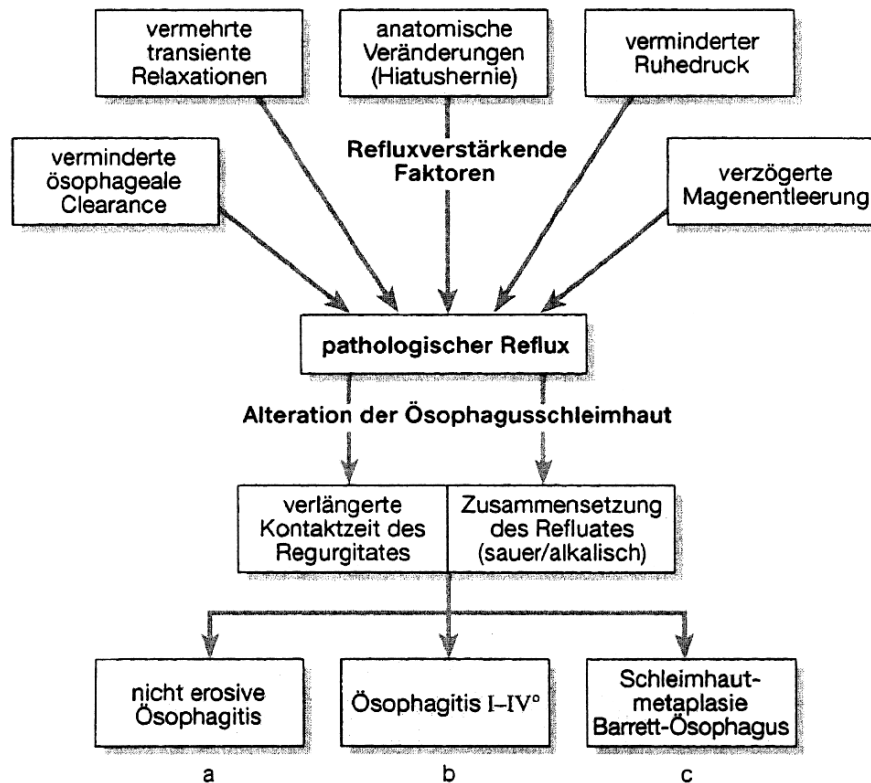 vermehrte
transiente
Relaxationen
anatomische
Veränderungen
(Hiatushernie)
verminderter
Ruhedruck
verminderte
ösophageale
Clearance
Refluxverstärkende
Faktoren
verzögerte
Magenentleerung
pathologischer Reflux
Alteration der Ösophagusschleimhaut
verlängerte
Kontaktzeit des
Regurgitates
Zusammensetzung
des Refluates
(sauer/alkalisch)
nicht erosive
Ösophagitis
Ösophagitis I–IV°
Schleimhaut-
metaplasie
Barrett-Ösophagus
a
b
c